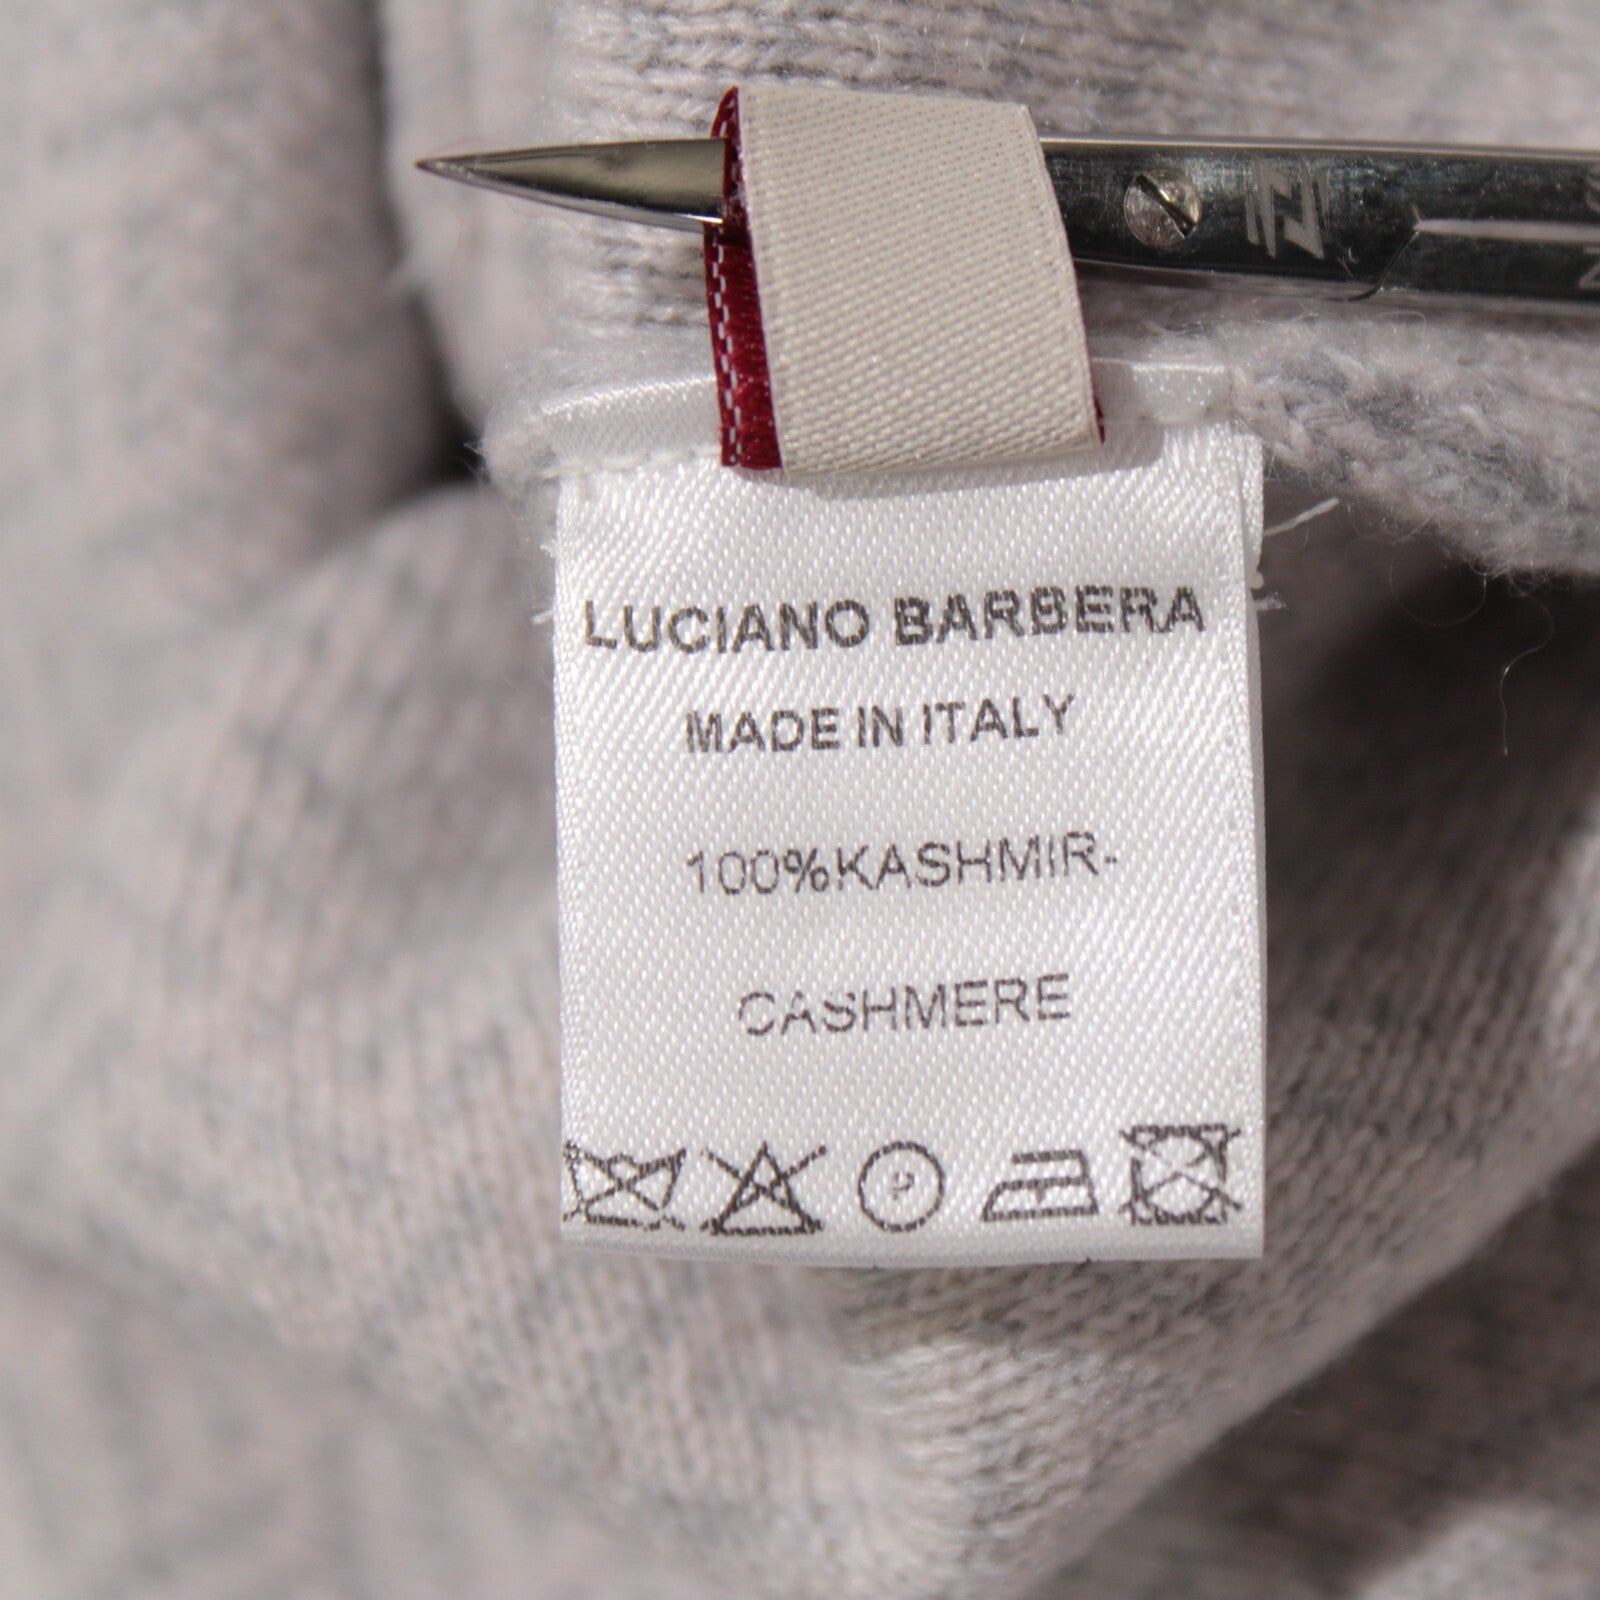 LUCIANO BARBERA
MADE IN ITALY
100%KASHMIR-
CASHMERE
P